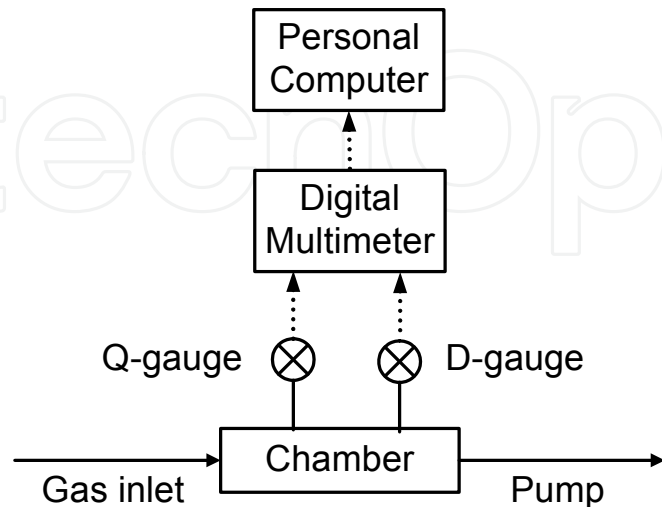 Personal
Computer
Digital
Multimeter
Q-gauge
D-gauge
Chamber
Gas inlet
Pump